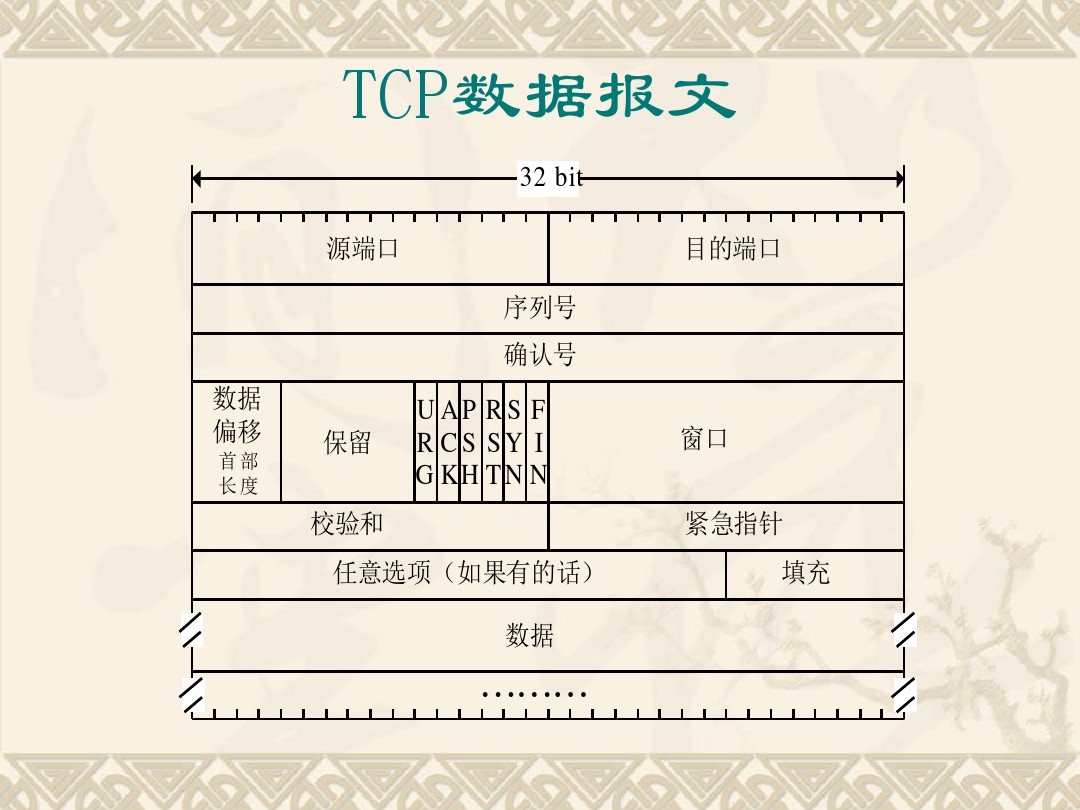 TCP数据报文
32 bit
源端口 目的端口
序列号
确认号
数据
偏移
首部
长度
保留
URG ACK PSH RST SYN FIN
窗口
校验和 紧急指针
任意选项（如果有的话） 填充
数据
………